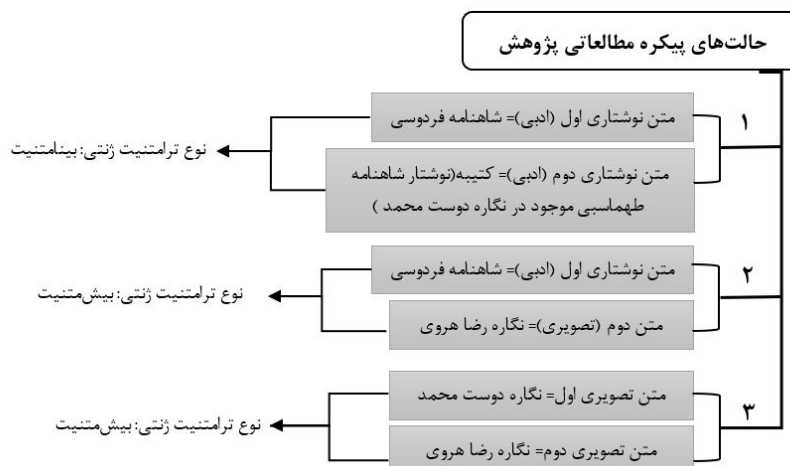 حالت‌های پیکره مطالعاتی پژوهش
۱
متن نوشتاری اول (ادبی)= شاهنامه فردوسی
متن نوشتاری دوم (ادبی)= کتیبه(نوشتار شاهنامه
طهماسبی موجود در نگاره دوست محمد )
نوع ترامتنیت ژنتی: بینامتنیت
۲
متن نوشتاری اول (ادبی)= شاهنامه فردوسی
متن دوم (تصویری)= نگاره رضا هروی
نوع ترامتنیت ژنتی: بیش‌متنیت
۳
متن تصویری اول= نگاره دوست محمد
متن تصویری دوم= نگاره رضا هروی
نوع ترامتنیت ژنتی: بیش‌متنیت